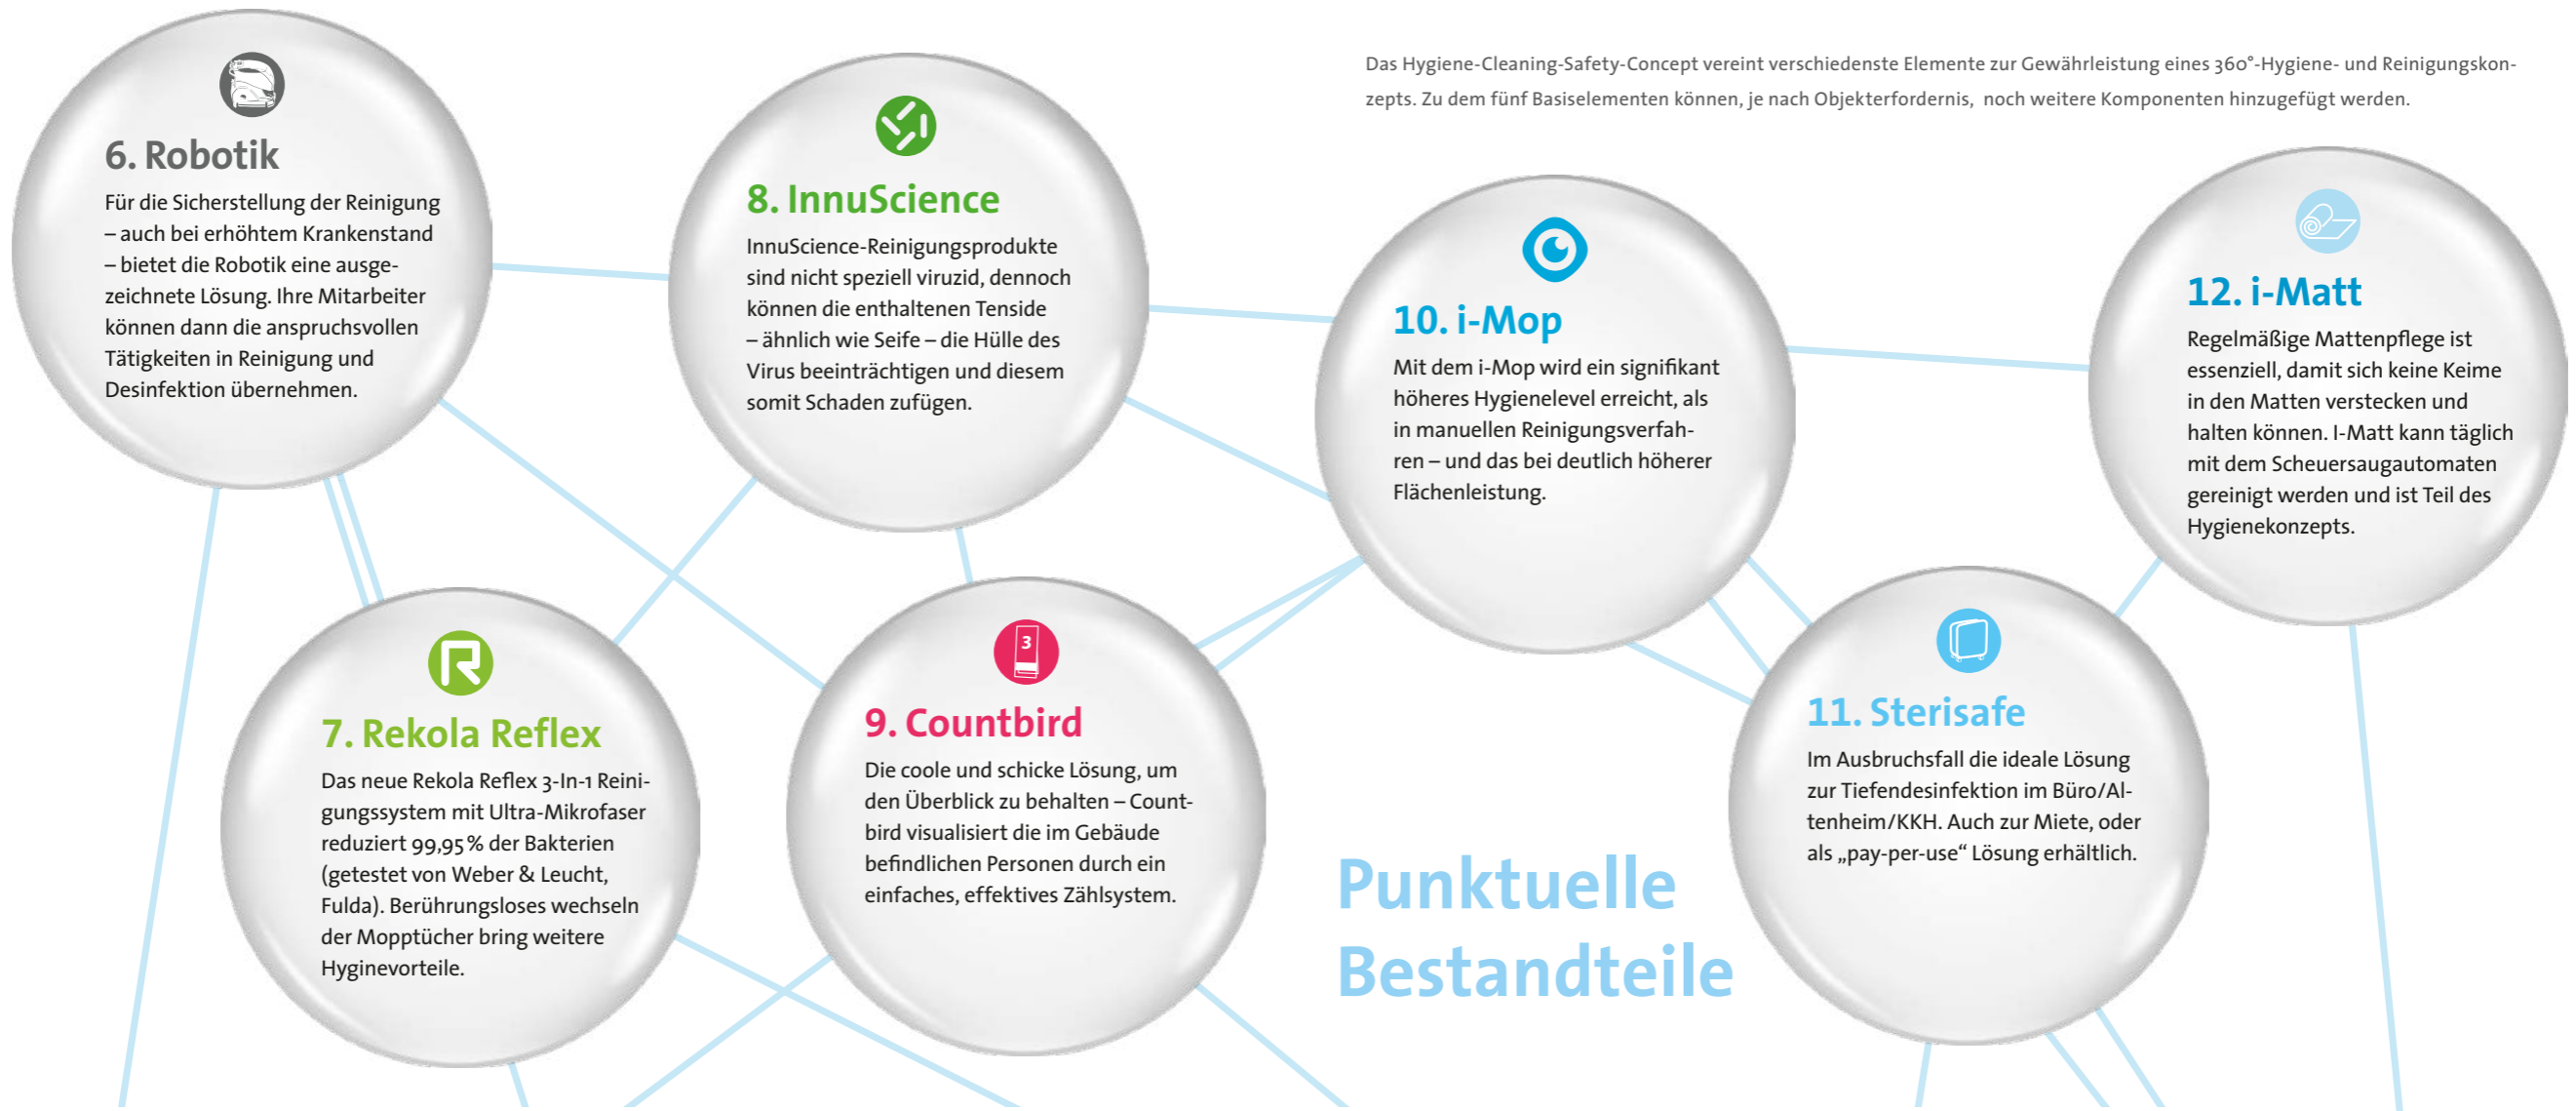 Das Hygiene-Cleaning-Safety-Concept vereint verschiedenste Elemente zur Gewährleistung eines 360°-Hygiene- und Reinigungskon-
zepts. Zu dem fünf Basiselementen können, je nach Objekterfordernis, noch weitere Komponenten hinzugefügt werden.
6. Robotik
Für die Sicherstellung der Reinigung
– auch bei erhöhtem Krankenstand
– bietet die Robotik eine ausge-
zeichnete Lösung. Ihre Mitarbeiter
können dann die anspruchsvollen
Tätigkeiten in Reinigung und
Desinfektion übernehmen.
R
7. Rekola Reflex
Das neue Rekola Reflex 3-In-1 Reini-
gungssystem mit Ultra-Mikrofaser
reduziert 99,95 % der Bakterien
(getestet von Weber & Leucht,
Fulda). Berührungsloses wechseln
der Mopptücher bring weitere
Hyginevorteile.
8. InnuScience
InnuScience-Reinigungsprodukte
sind nicht speziell viruzid, dennoch
können die enthaltenen Tenside
– ähnlich wie Seife – die Hülle des
Virus beeinträchtigen und diesem
somit Schaden zufügen.
3
9. Countbird
Die coole und schicke Lösung, um
den Überblick zu behalten – Count-
bird visualisiert die im Gebäude
befindlichen Personen durch ein
einfaches, effektives Zählsystem.
10. i-Mop
Mit dem i-Mop wird ein signifikant
höheres Hygienelevel erreicht, als
in manuellen Reinigungsverfah-
ren – und das bei deutlich höherer
Flächenleistung.
11. Sterisafe
Im Ausbruchsfall die ideale Lösung
zur Tiefendesinfektion im Büro/Al-
tenheim/KKH. Auch zur Miete, oder
als „pay-per-use“ Lösung erhältlich.
12. i-Matt
Regelmäßige Mattenpflege ist
essenziell, damit sich keine Keime
in den Matten verstecken und
halten können. I-Matt kann täglich
mit dem Scheuersaugautomaten
gereinigt werden und ist Teil des
Hygienekonzepts.
Punktuelle
Bestandteile